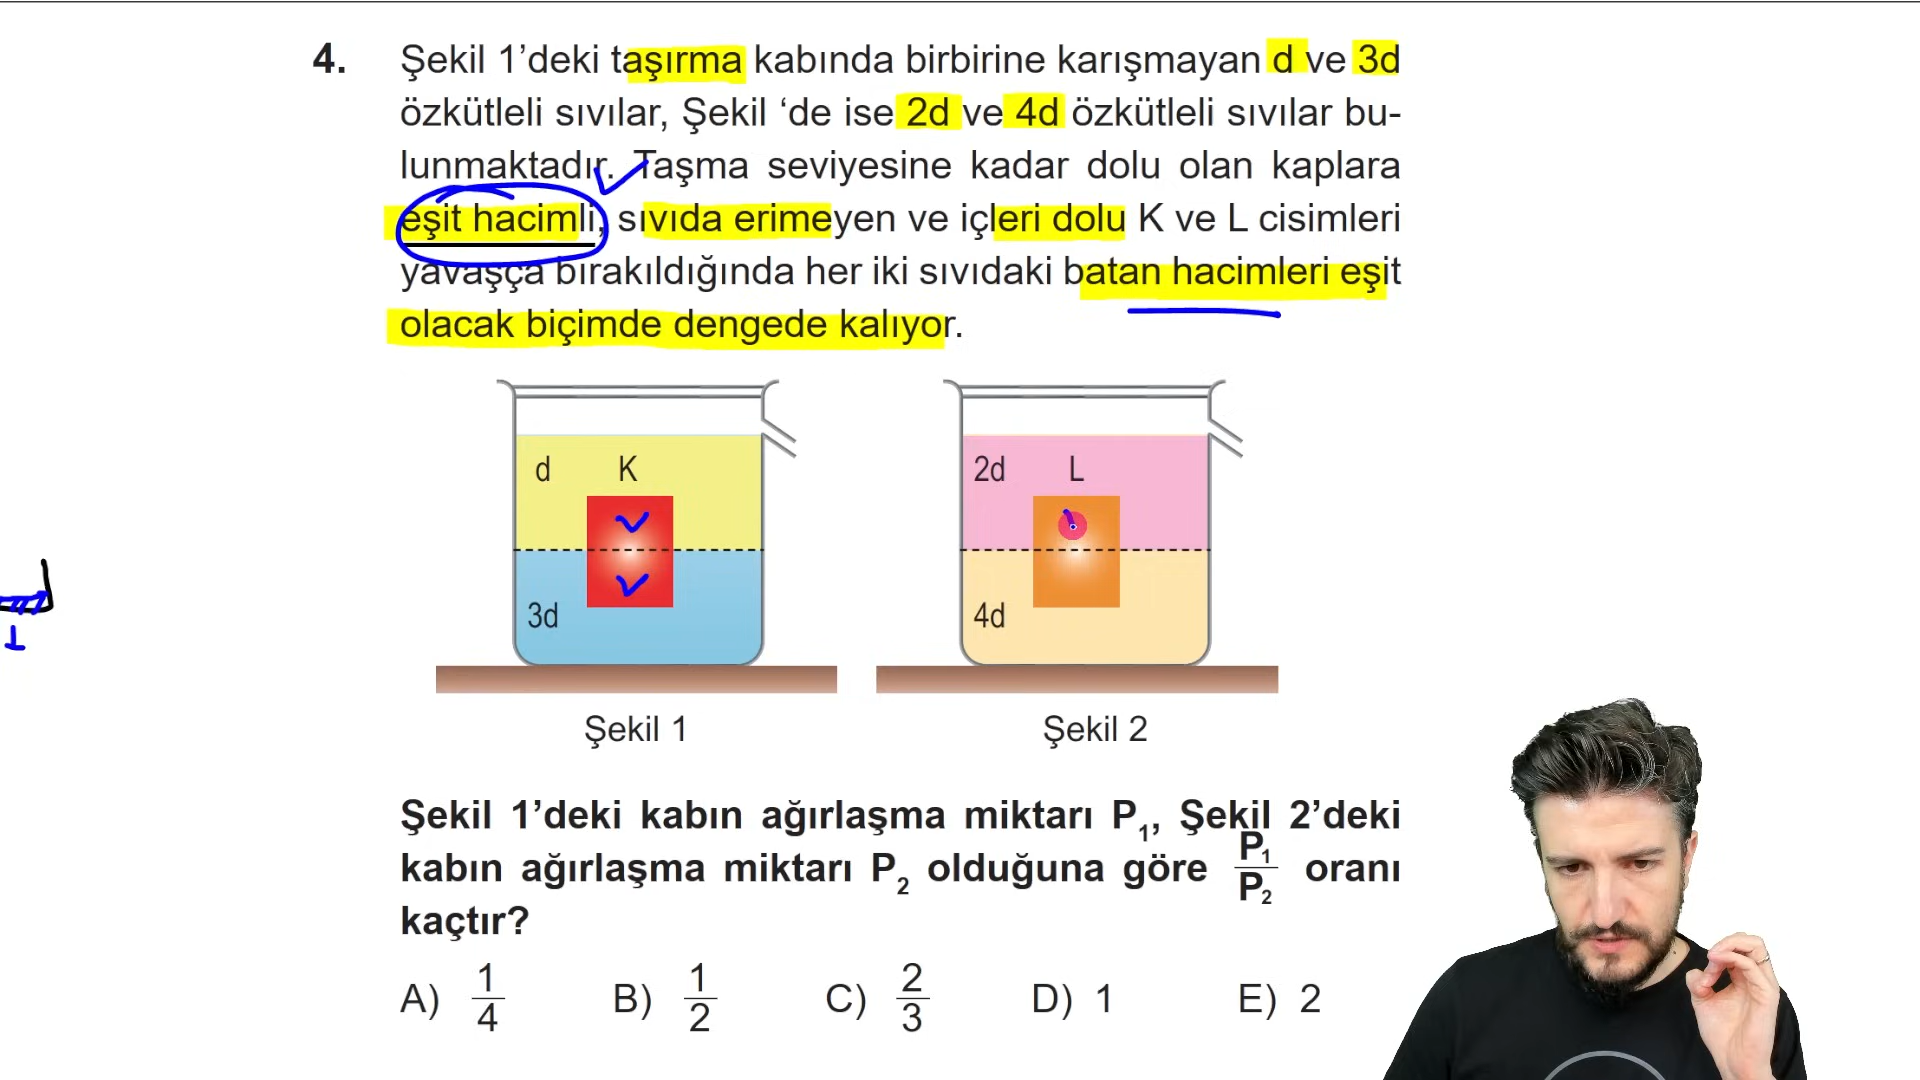 4. Şekil 1’deki taşırma kabında birbirine karışmayan d ve 3d
özkütleli sıvılar, Şekil ‘de ise 2d ve 4d özkütleli sıvılar bu-
lunmaktadır. Taşma seviyesine kadar dolu olan kaplara
eşit hacimli, sıvıda erimeyen ve içleri dolu K ve L cisimleri
yavaşça bırakıldığında her iki sıvıdaki batan hacimleri eşit
olacak biçimde dengede kalıyor.
d K
3d
Şekil 1
2d L
4d
Şekil 2
Şekil 1’deki kabın ağırlaşma miktarı P₁, Şekil 2’deki
kabın ağırlaşma miktarı P₂ olduğuna göre P₁/P₂ oranı
kaçtır?
A) 1/4 B) 1/2 C) 2/3 D) 1 E) 2